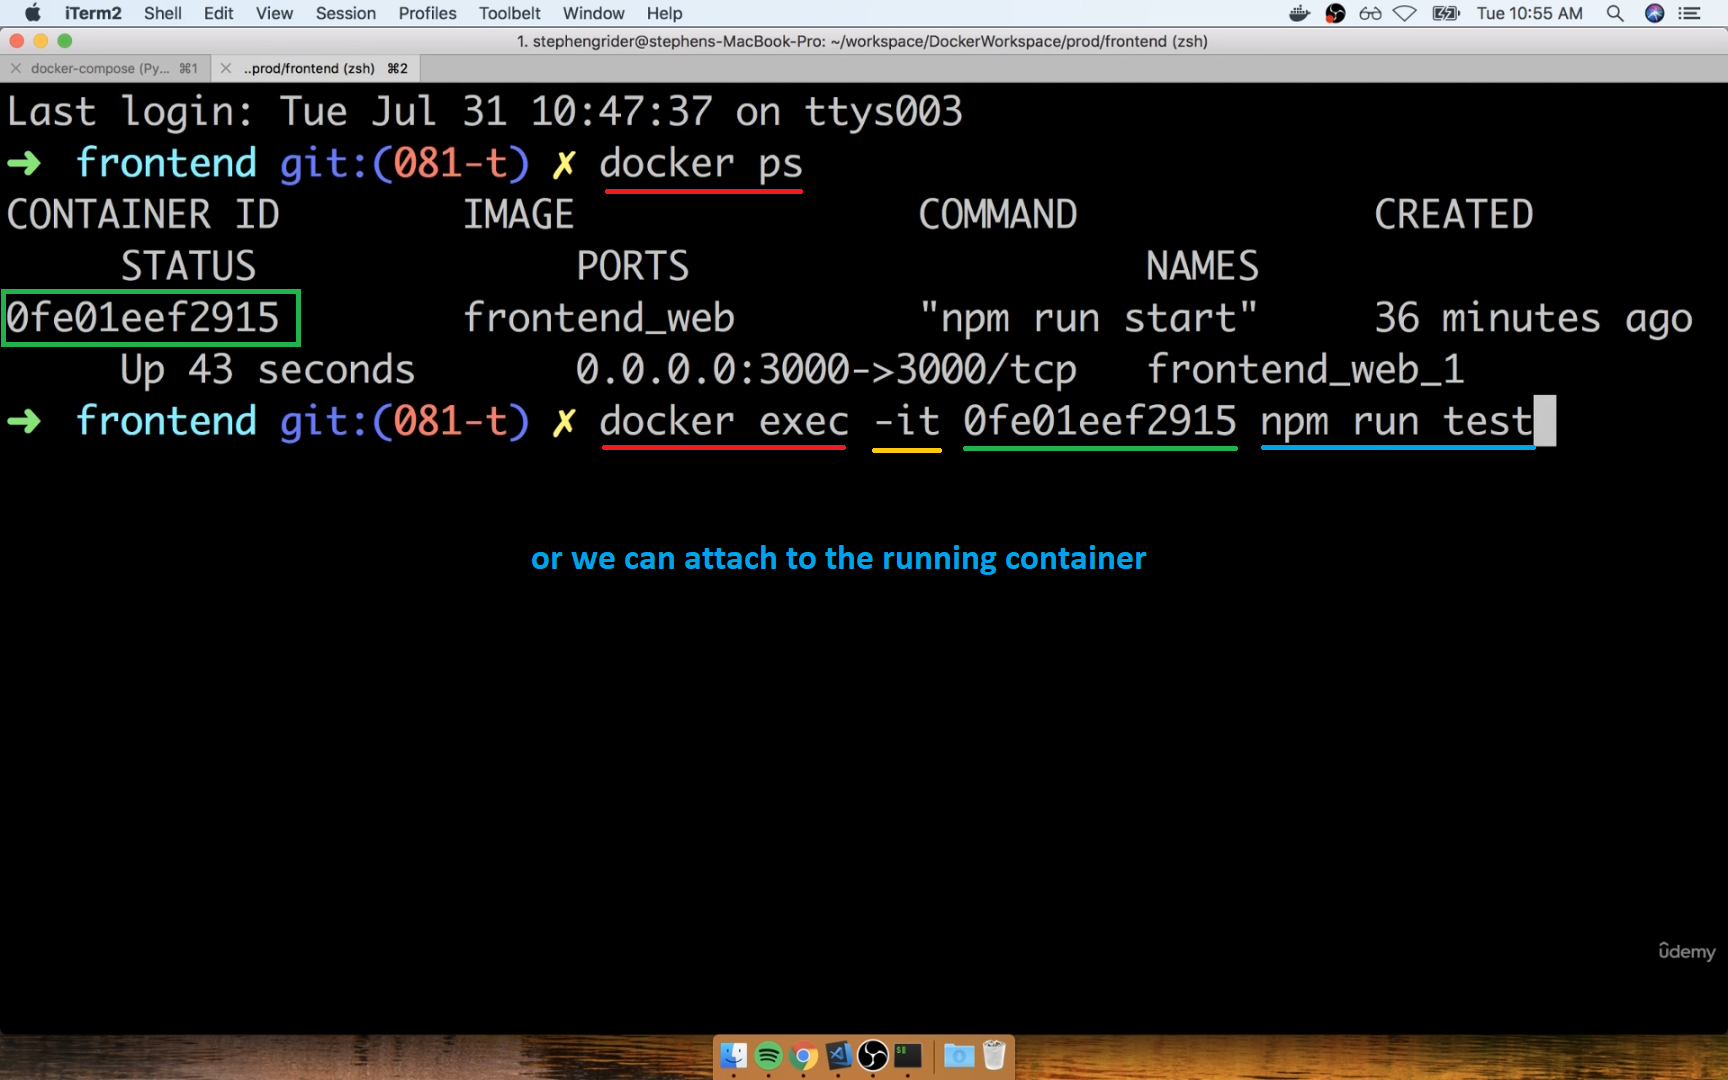 iTerm2 Shell Edit View Session Profiles Toolbelt Window Help Tue 10:55 AM
1. stephengrider@stephens-MacBook-Pro: ~/workspace/DockerWorkspace/prod/frontend (zsh)
docker-compose (Py... ⌘1 ..prod/frontend (zsh) ⌘2
Last login: Tue Jul 31 10:47:37 on ttys003
➜ frontend git:(081-t) ✗ docker ps
CONTAINER ID IMAGE COMMAND CREATED
STATUS PORTS NAMES
0fe01eef2915 frontend_web "npm run start" 36 minutes ago
Up 43 seconds 0.0.0.0:3000->3000/tcp frontend_web_1
➜ frontend git:(081-t) ✗ docker exec -it 0fe01eef2915 npm run test
or we can attach to the running container
ûdemy